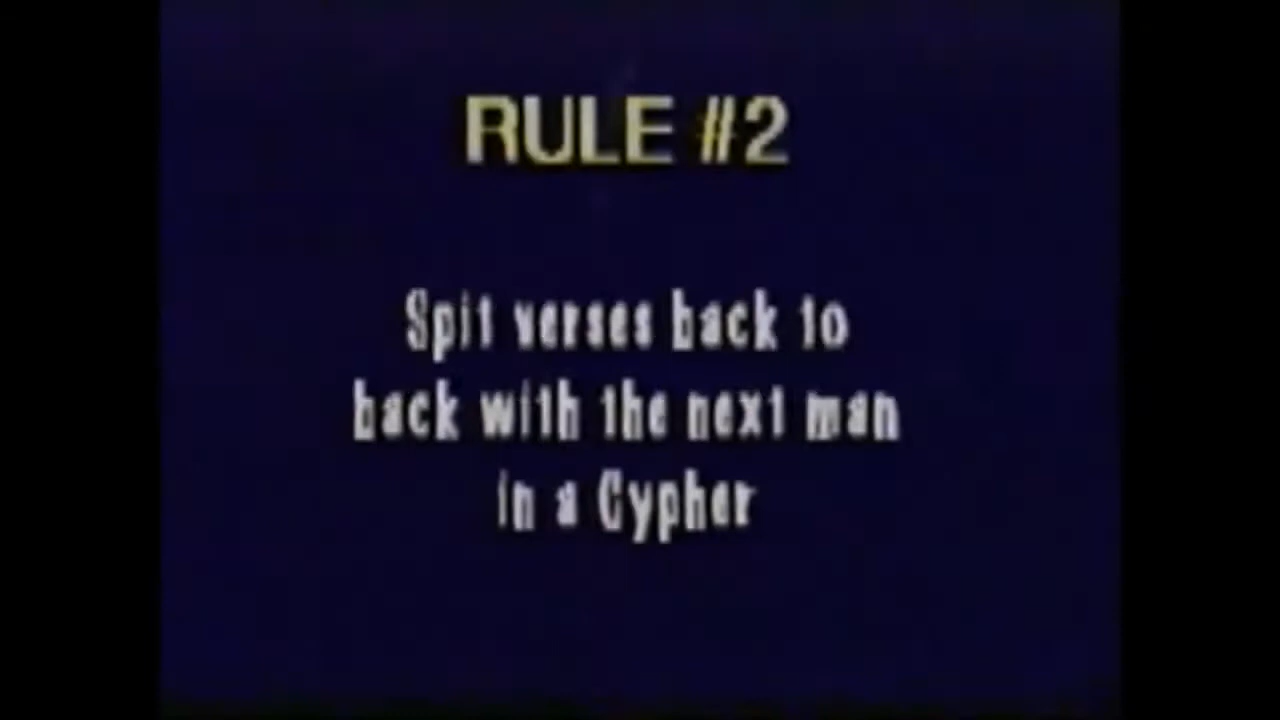 RULE #2
Spit verses back to
back with the next man
in a Cypher